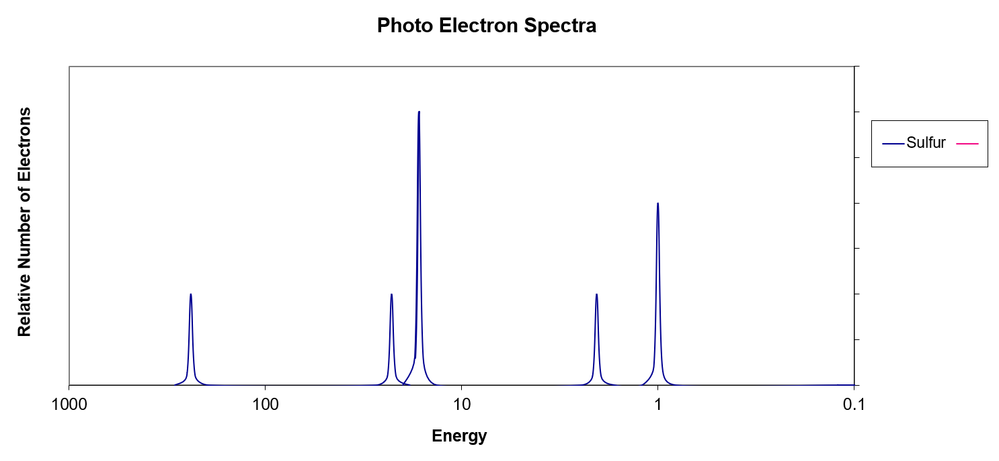 Photo Electron Spectra
Relative Number of Electrons
Sulfur
1000 100 10 1 0.1
Energy